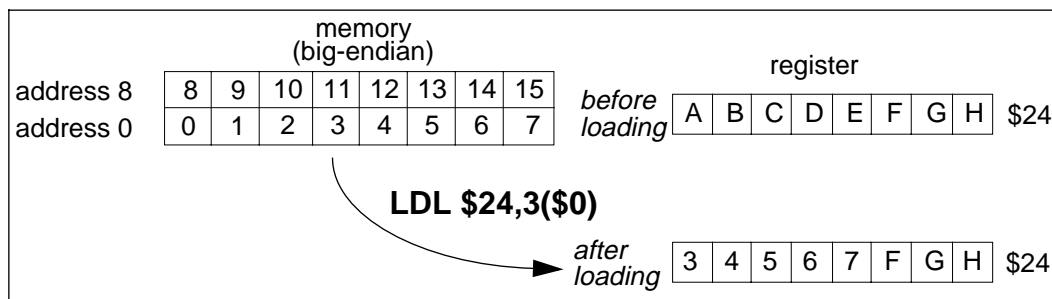 memory
(big-endian)
register
address 8 8 9 10 11 12 13 14 15
address 0 0 1 2 3 4 5 6 7
before
loading A B C D E F G H $24
LDL $24,3($0)
after
loading 3 4 5 6 7 F G H $24